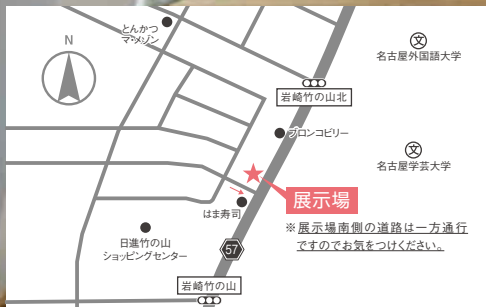 とんかつ
マ・メゾン
N
文
名古屋外国語大学
岩崎竹の山北
ブロンコビリー
文
名古屋学芸大学
展示場
はま寿司
※展示場南側の道路は一方通行
ですのでお気をつけください。
日進竹の山
ショッピングセンター
57
岩崎竹の山